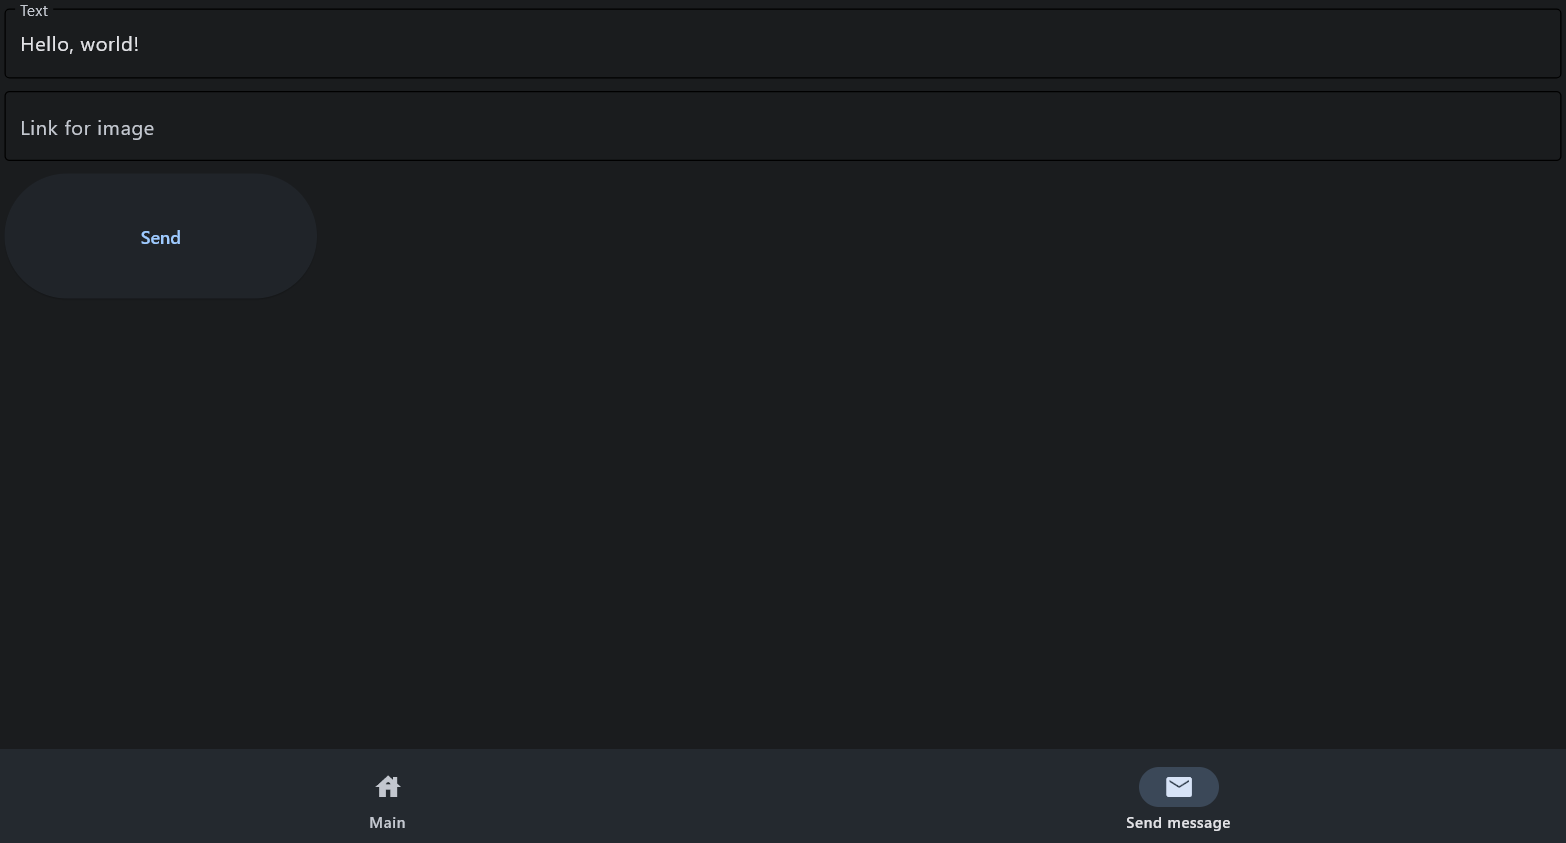 Text
Hello, world!
Link for image
Send
Main
Send message